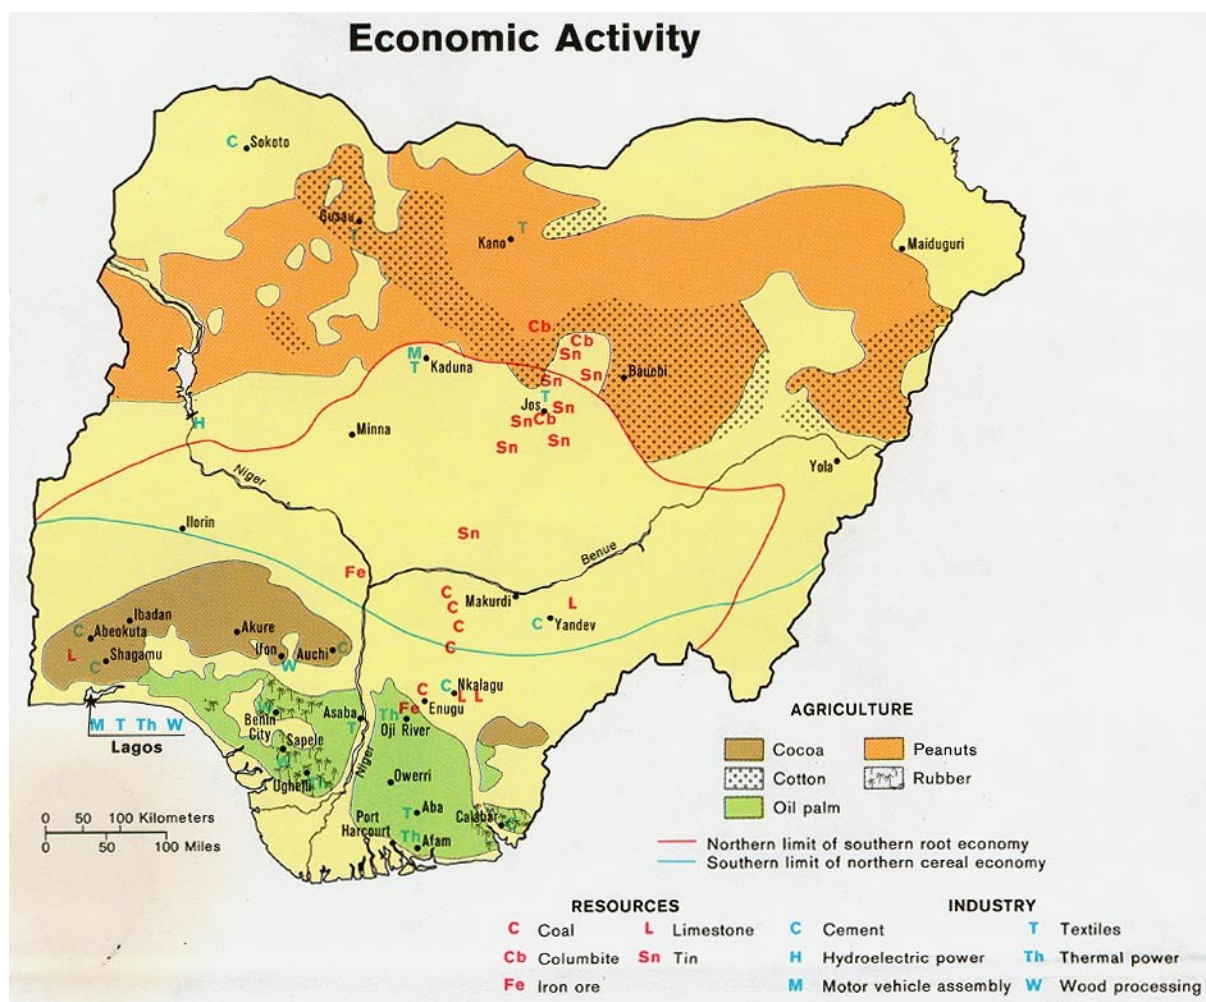 Economic Activity
C Sokoto
Gusau
T
Kano T
Maiduguri
Cb
Cb
M
T Kaduna
Sn
Sn
Sn
Bauchi
T
Jos Sn
Sn Cb
Sn
Sn
H
Minna
Niger
Yola
Ilorin
Sn
Benue
Fe
C
C
Makurdi
L
C Yandev
C
C
Ibadan
C Abeokuta
Akure
L
C Shagamu
Ifon
W
Auchi C
C Nkalagu
L L
C
Fe Enugu
W
Benin
City
Asaba
T
Th
Oji River
M T Th W
Lagos
Sapele
W
Niger
Ughelli
Th
Owerri
T Aba
Port
Harcourt
Th Afam
Calabar
0 50 100 Kilometers
0 50 100 Miles
AGRICULTURE
Cocoa
Peanuts
Cotton
Rubber
Oil palm
Northern limit of southern root economy
Southern limit of northern cereal economy
RESOURCES
C Coal
L Limestone
Cb Columbite
Sn Tin
Fe Iron ore
INDUSTRY
C Cement
T Textiles
H Hydroelectric power
Th Thermal power
M Motor vehicle assembly
W Wood processing